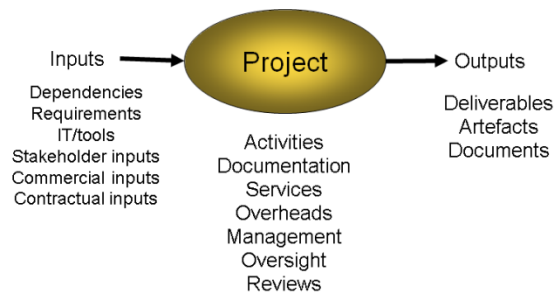 Inputs
Project
Outputs
Dependencies
Requirements
IT/tools
Stakeholder inputs
Commercial inputs
Contractual inputs
Activities
Documentation
Services
Overheads
Management
Oversight
Reviews
Deliverables
Artefacts
Documents